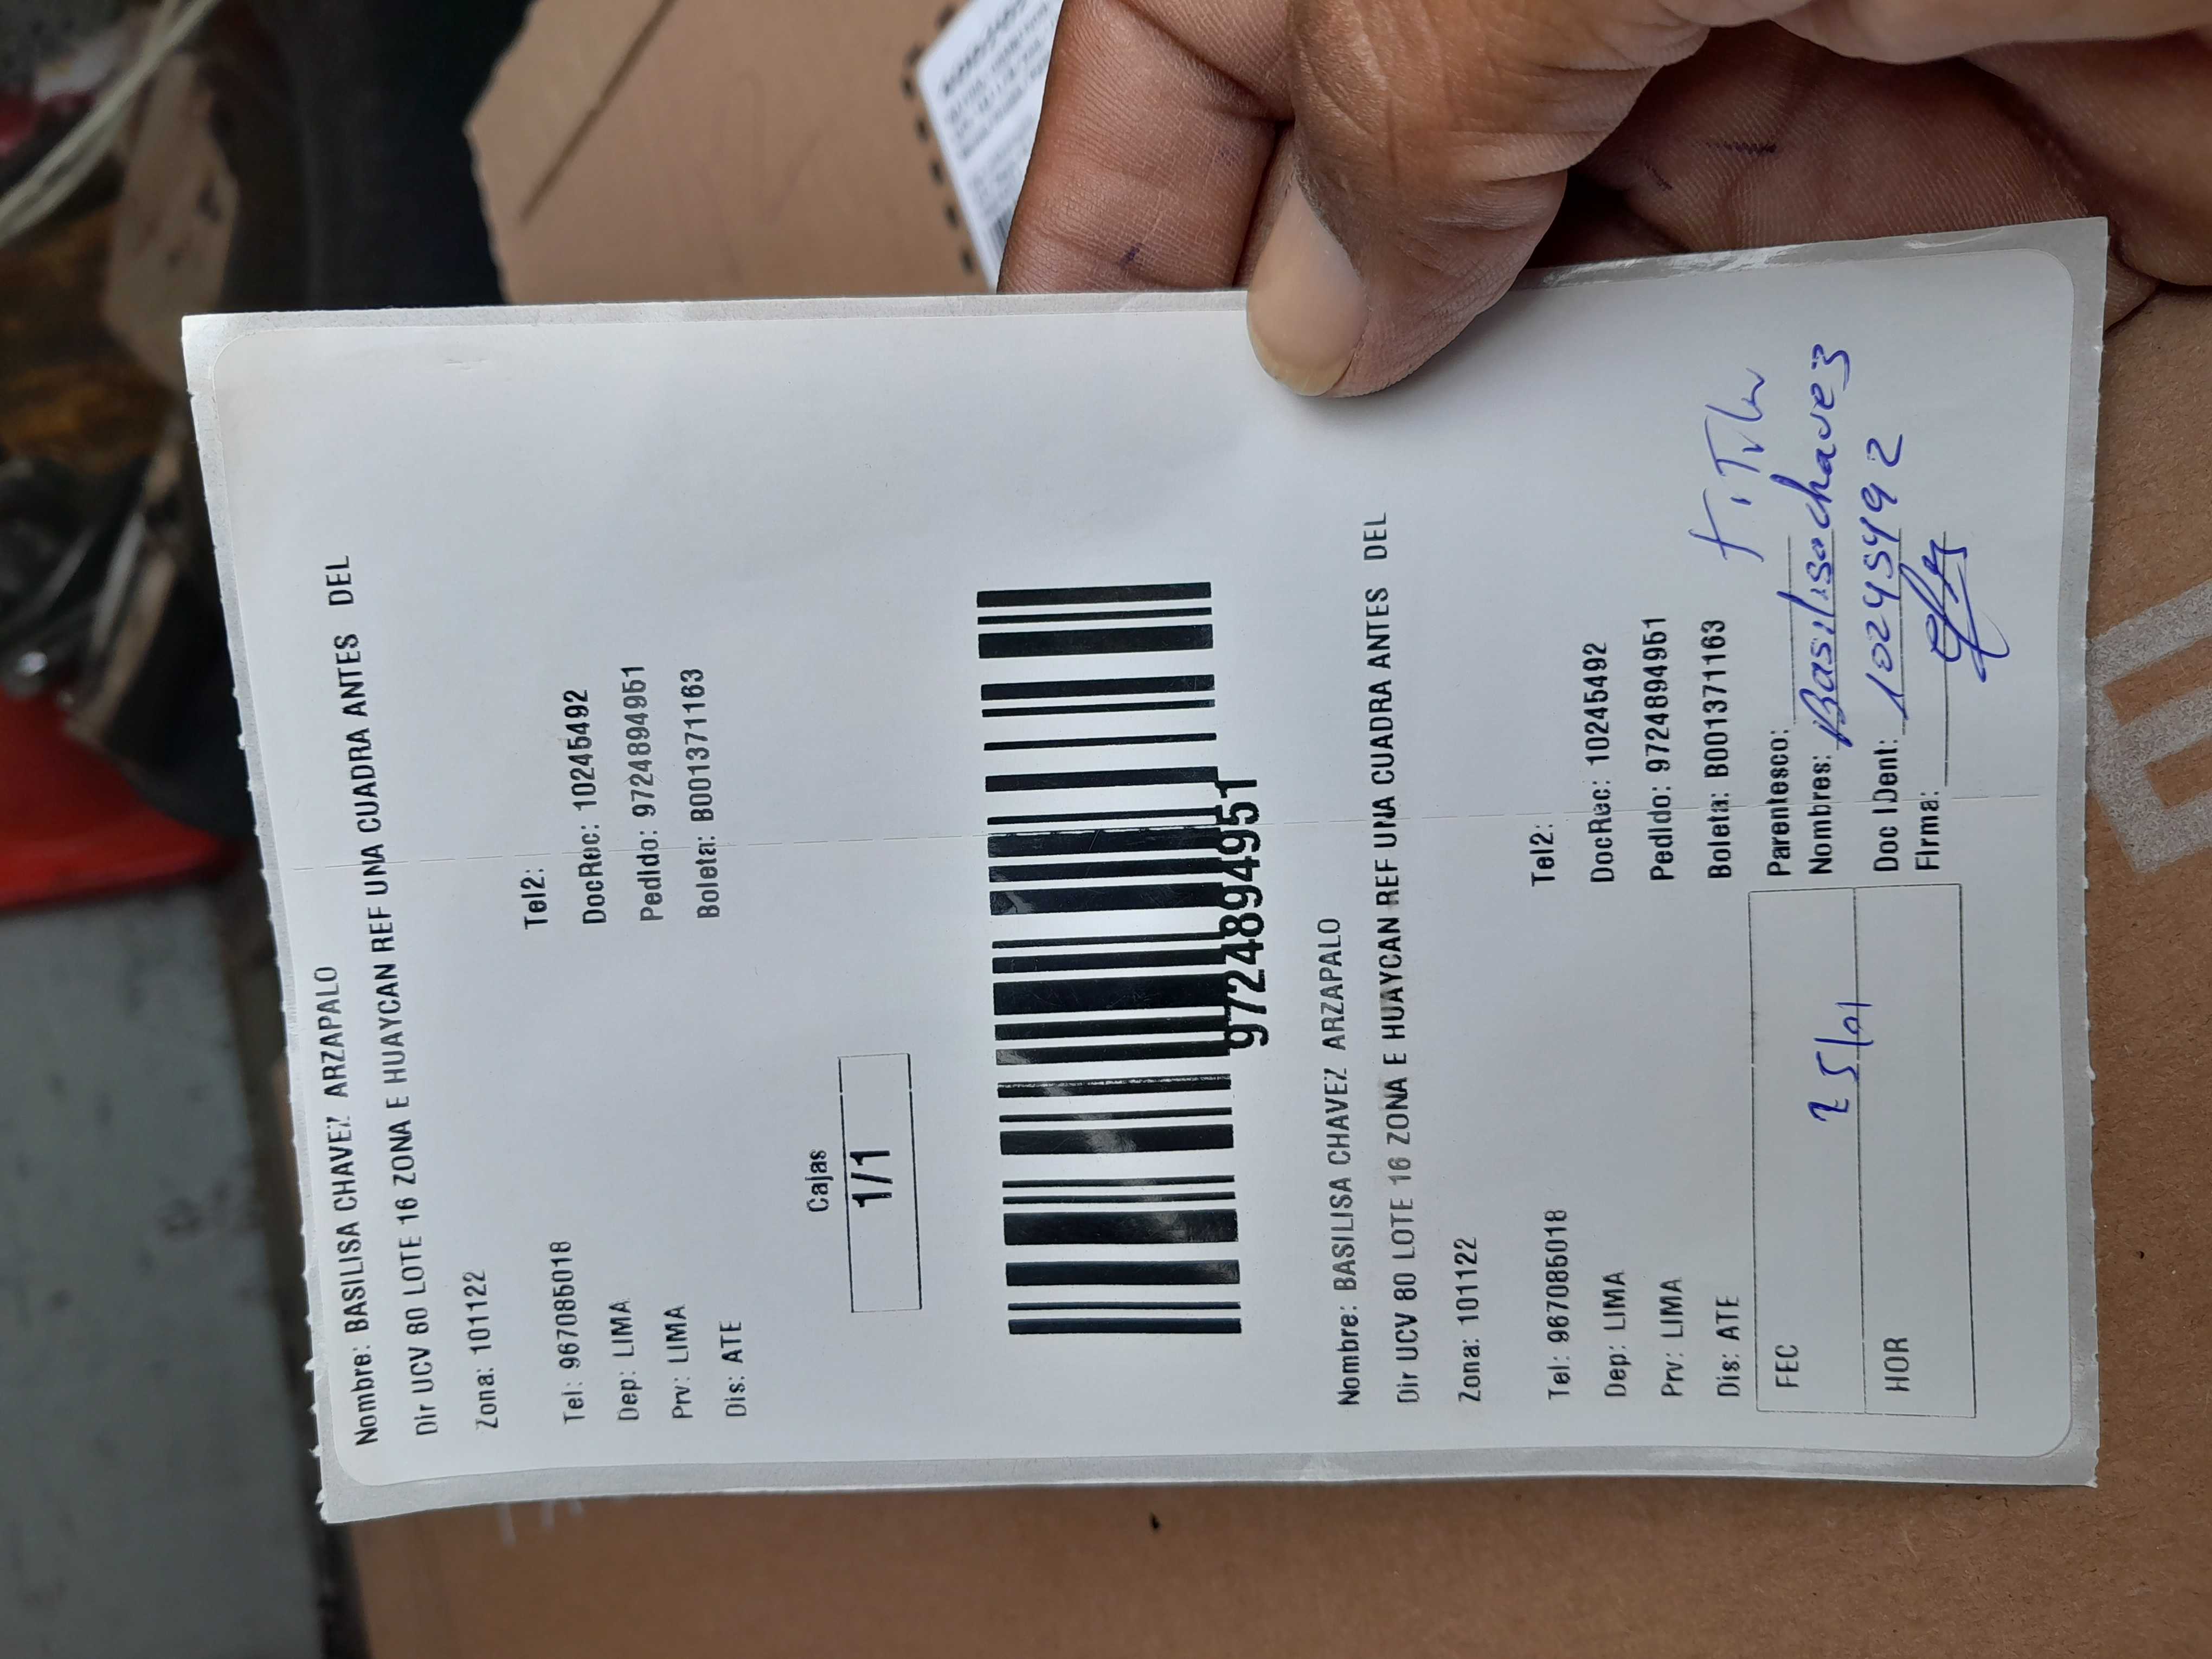 Nombre: BASILISA CHAVEZ ARZAPALO
Dir UCV 80 LOTE 16 ZONA E HUAYCAN REF UNA CUADRA ANTES DEL
Zona: 101122
Tel: 967085018 Tel2:
Dep: LIMA DocRec: 10245492
Prv: LIMA Pedido: 9724894951
Dis: ATE Boleta: B001371163
Cajas
1/1
9724894951
Nombre: BASILISA CHAVEZ ARZAPALO
Dir UCV 80 LOTE 16 ZONA E HUAYCAN REF UNA CUADRA ANTES DEL
Zona: 101122
Tel: 967085018 Tel2:
Dep: LIMA DocRec: 10245492
Prv: LIMA Pedido: 9724894951
Dis: ATE Boleta: B001371163
FEC 25/01 Parentesco:
Nombres: Basilisa chavez
HOR Doc IDent: 10245492
Firma: